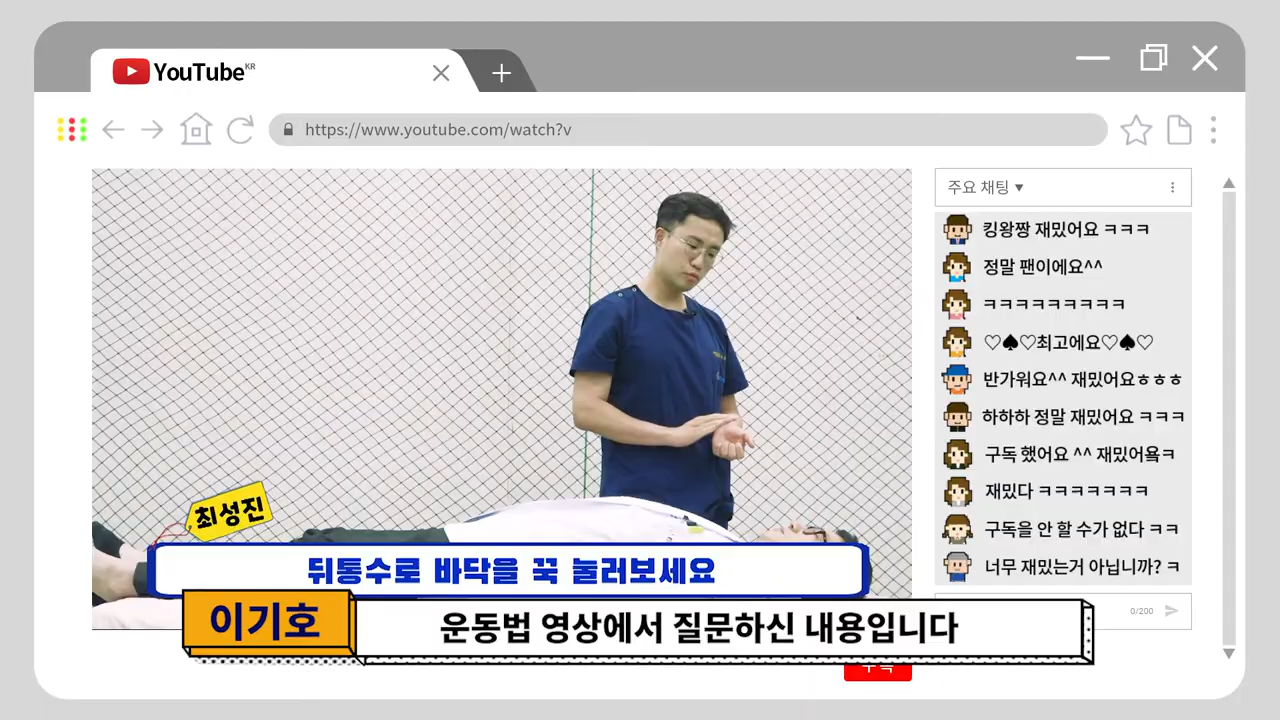 YouTube KR
https://www.youtube.com/watch?v
주요 채팅 ▼
킹왕짱 재밌어요 ㅋㅋㅋ
정말 팬이에요^^
ㅋㅋㅋㅋㅋㅋㅋㅋㅋ
♡♠♡최고에요♡♠♡
반가워요^^ 재밌어요ㅎㅎㅎ
하하하 정말 재밌어요 ㅋㅋㅋ
구독 했어요 ^^ 재밌어욬ㅋ
재밌다 ㅋㅋㅋㅋㅋㅋㅋ
구독을 안 할 수가 없다 ㅋㅋ
너무 재밌는거 아닙니까? ㅋ
0/200
최성진
뒤통수로 바닥을 꾹 눌러보세요
이기호
운동법 영상에서 질문하신 내용입니다